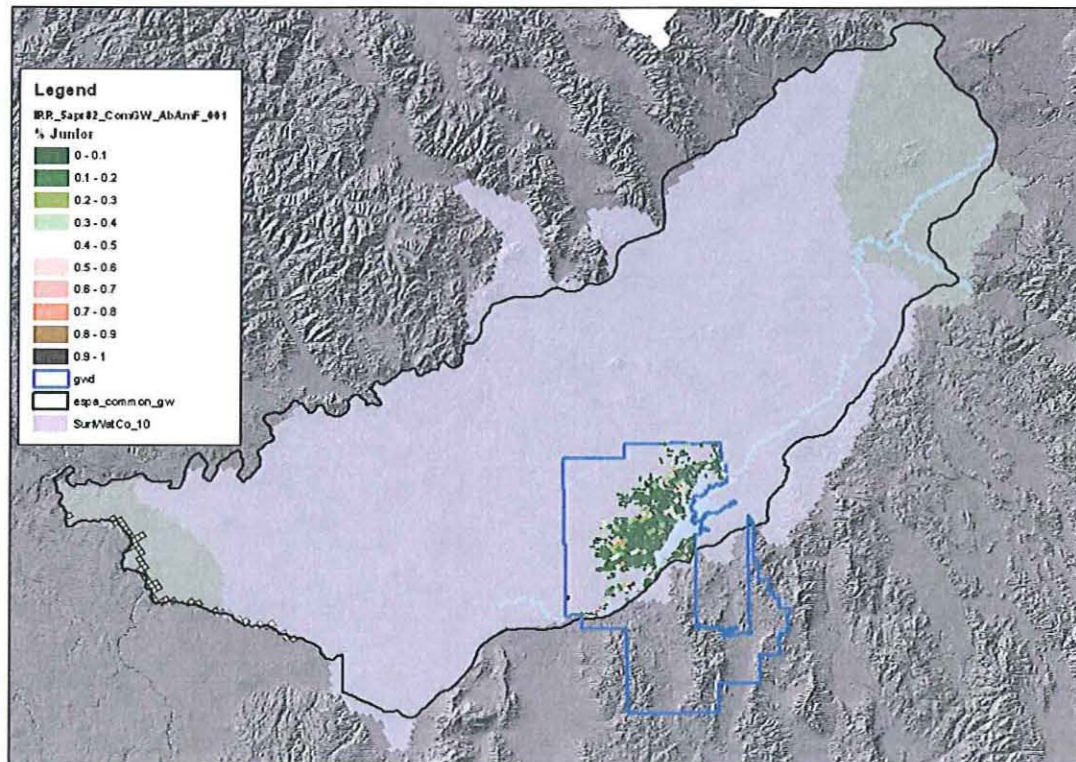 Legend
IRR_Sapr82_ComGW_AbAmF_001
% Junior
0 - 0.1
0.1 - 0.2
0.2 - 0.3
0.3 - 0.4
0.4 - 0.5
0.5 - 0.6
0.6 - 0.7
0.7 - 0.8
0.8 - 0.9
0.9 - 1
gwd
espa_common_gw
SurfWatCo_10